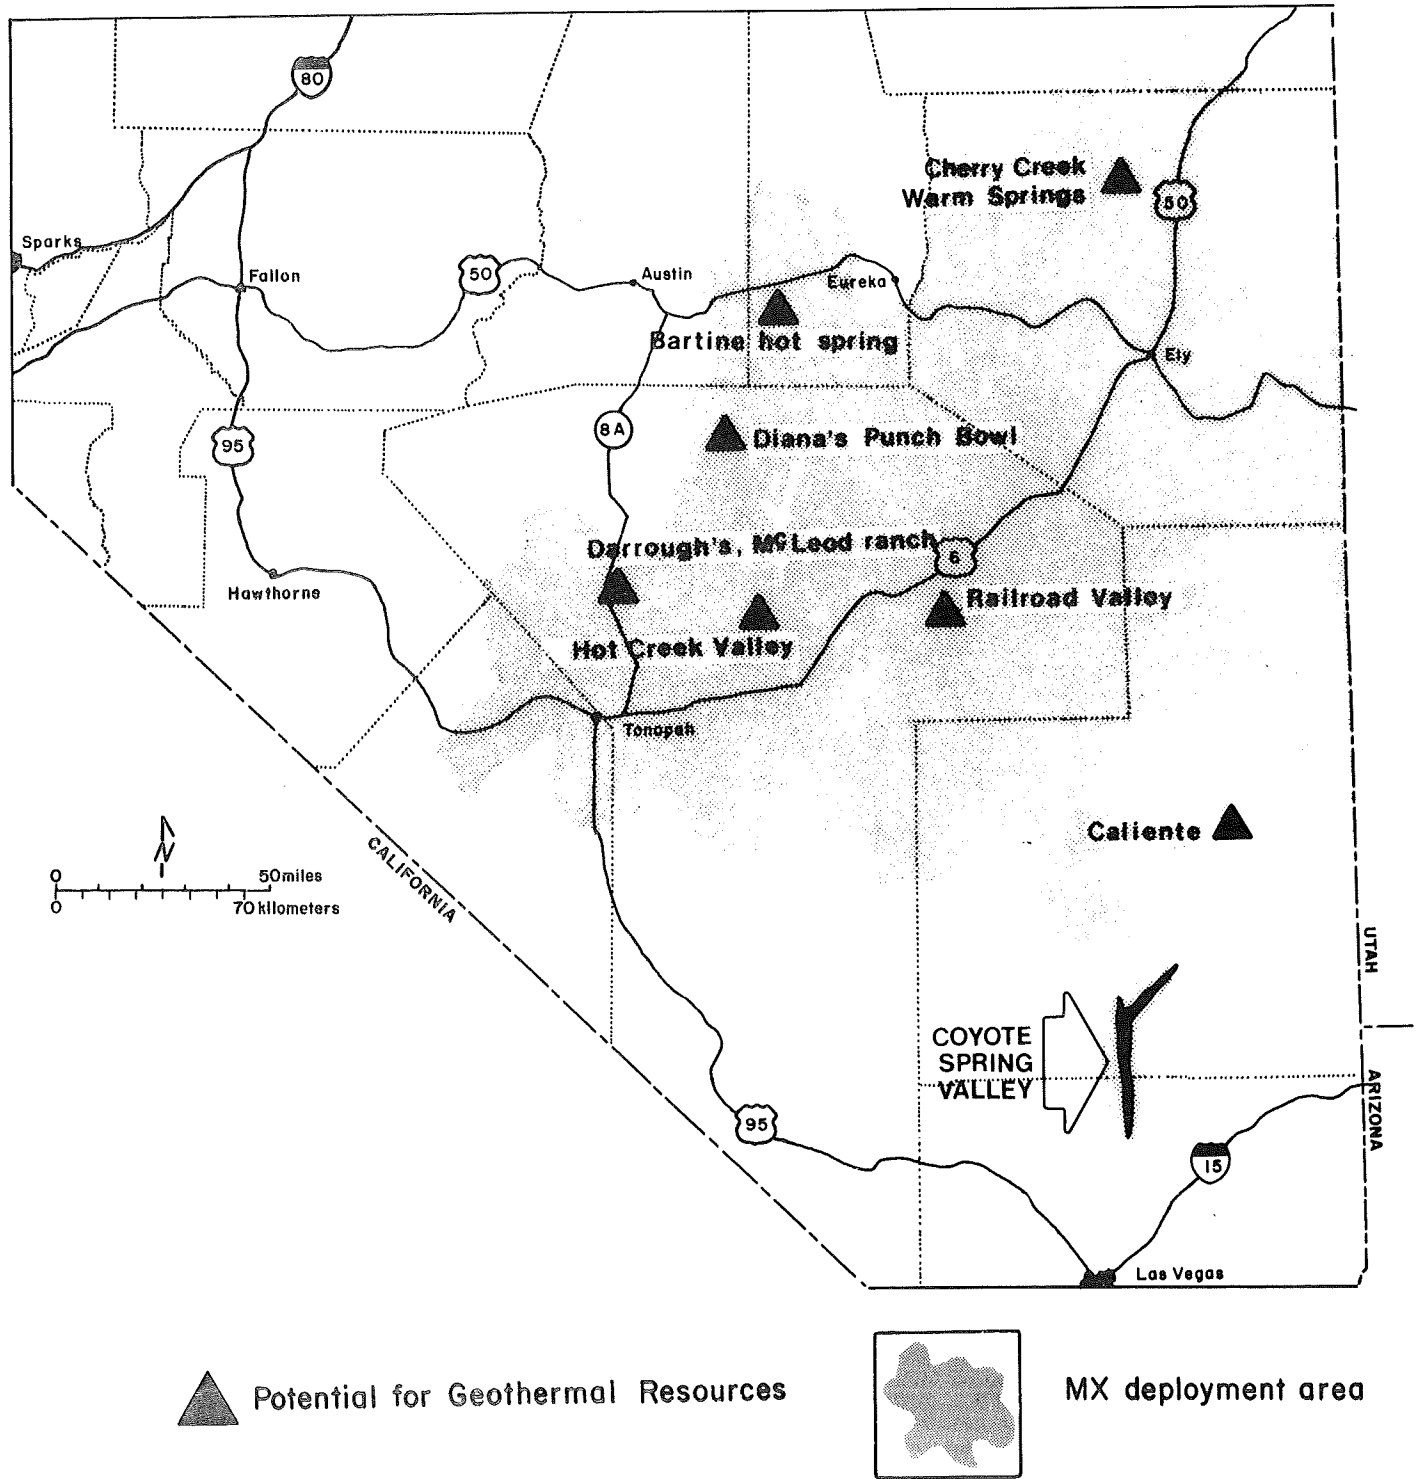 80
Cherry Creek
Warm Springs
50
Sparks
Fallon
50
Austin
Eureka
Bartine hot spring
Ely
95
8A
Diana's Punch Bowl
Darrough's, McLeod ranch
6
Hawthorne
Railroad Valley
Hot Creek Valley
Tonopah
Caliente
N
0 50 miles
0 70 kilometers
CALIFORNIA
UTAH
COYOTE
SPRING
VALLEY
ARIZONA
95
15
Las Vegas
Potential for Geothermal Resources
MX deployment area